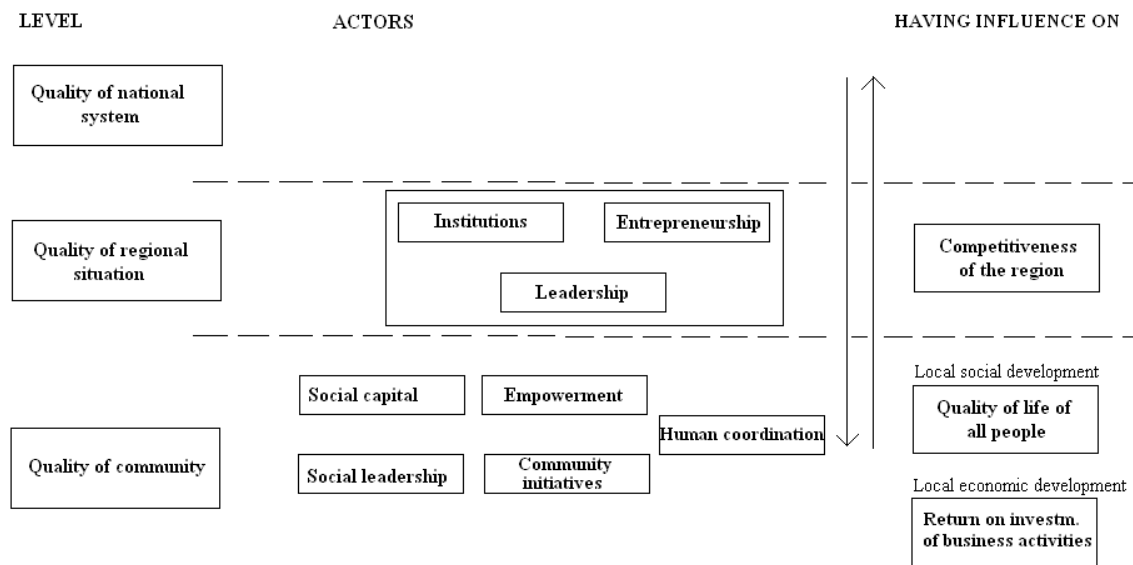 LEVEL
ACTORS
HAVING INFLUENCE ON
Quality of national
system
Institutions
Entrepreneurship
Leadership
Quality of regional
situation
Competitiveness
of the region
Social capital
Empowerment
Human coordination
Social leadership
Community
initiatives
Quality of community
Local social development
Quality of life of
all people
Local economic development
Return on investm.
of business activities